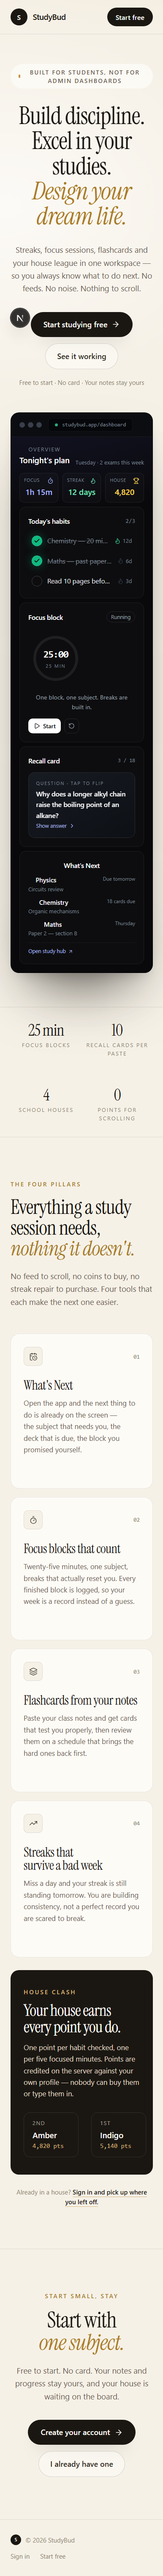 S StudyBud Start free
BUILT FOR STUDENTS, NOT FOR
ADMIN DASHBOARDS
Build discipline.
Excel in your
studies.
Design your
dream life.
Streaks, focus sessions, flashcards and
your house league in one workspace —
so you always know what to do next. No
feeds. No noise. Nothing to scroll.
N
Start studying free →
See it working
Free to start · No card · Your notes stay yours
studybud.app/dashboard
OVERVIEW
Tonight's plan Tuesday · 2 exams this week
FOCUS STREAK HOUSE
1h 15m 12 days 4,820
Today's habits 2/3
Chemistry — 20 mi... 12d
Maths — past paper... 6d
Read 10 pages befo... 3d
Focus block Running
25:00
25 MIN
One block, one subject. Breaks are
built in.
Start
Recall card 3 / 18
QUESTION · TAP TO FLIP
Why does a longer alkyl chain
raise the boiling point of an
alkane?
Show answer
What's Next
Physics Due tomorrow
Circuits review
Chemistry 18 cards due
Organic mechanisms
Maths Thursday
Paper 2 — section B
Open study hub ↗
25 min 10
FOCUS BLOCKS RECALL CARDS PER
PASTE
4 0
SCHOOL HOUSES POINTS FOR
SCROLLING
THE FOUR PILLARS
Everything a study
session needs,
nothing it doesn't.
No feed to scroll, no coins to buy, no
streak repair to purchase. Four tools that
each make the next one easier.
01
What's Next
Open the app and the next thing to
do is already on the screen —
the subject that needs you, the
deck that is due, the block you
promised yourself.
02
Focus blocks that count
Twenty-five minutes, one subject,
breaks that actually reset you. Every
finished block is logged, so your
week is a record instead of a guess.
03
Flashcards from your notes
Paste your class notes and get cards
that test you properly, then review
them on a schedule that brings the
hard ones back first.
04
Streaks that
survive a bad week
Miss a day and your streak is still
standing tomorrow. You are building
consistency, not a perfect record you
are scared to break.
HOUSE CLASH
Your house earns
every point you do.
One point per habit checked, one
per five focused minutes. Points are
credited on the server against your
own profile — nobody can buy them
or type them in.
2ND 1ST
Amber Indigo
4,820 pts 5,140 pts
Already in a house? Sign in and pick up where
you left off.
START SMALL, STAY
Start with
one subject.
Free to start. No card. Your notes and
progress stay yours, and your house is
waiting on the board.
Create your account →
I already have one
S © 2026 StudyBud
Sign in Start free